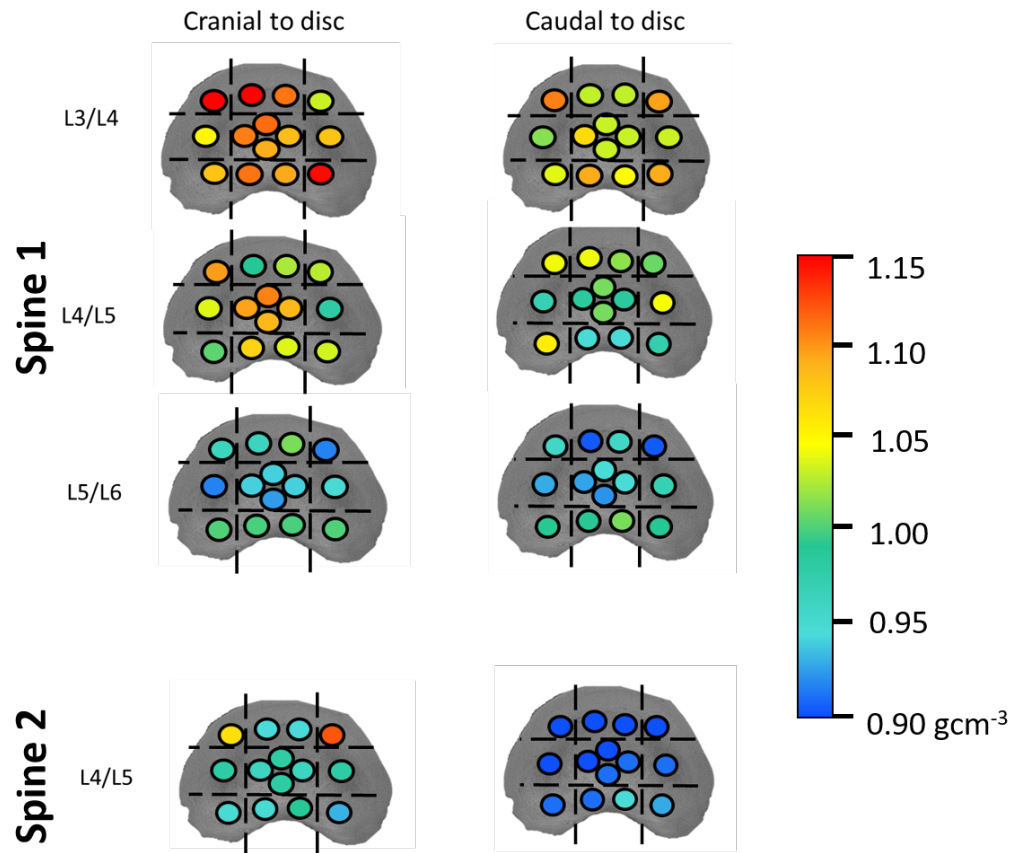 Cranial to disc
Caudal to disc
Spine 1
L3/L4
L4/L5
L5/L6
1.15
1.10
1.05
1.00
0.95
0.90 gcm⁻³
Spine 2
L4/L5